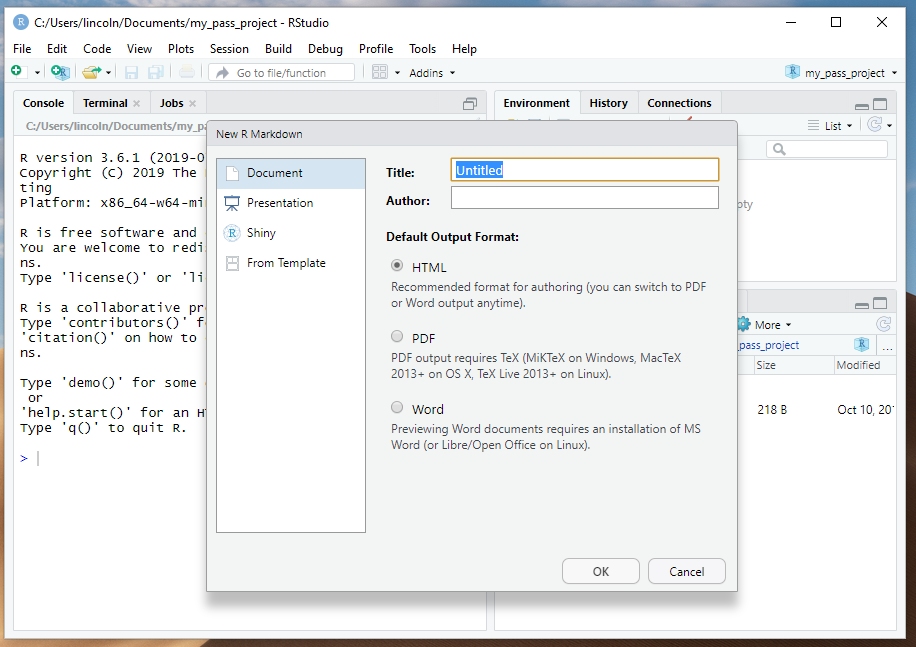 C:/Users/lincoln/Documents/my_pass_project - RStudio
File Edit Code View Plots Session Build Debug Profile Tools Help
Go to file/function
Addins
my_pass_project
Console Terminal Jobs
Environment History Connections
C:/Users/lincoln/Documents/my_pa
List
R version 3.6.1 (2019-0
Copyright (C) 2019 The
ting
Platform: x86_64-w64-mi
R is free software and
You are welcome to redi
ns.
Type 'license()' or 'li
R is a collaborative pr
Type 'contributors()' f
'citation()' on how to
ns.
Type 'demo()' for some
or
'help.start()' for an H
Type 'q()' to quit R.
>
New R Markdown
Document
Presentation
Shiny
From Template
Title: Untitled
Author:
Default Output Format:
HTML
Recommended format for authoring (you can switch to PDF
or Word output anytime).
PDF
PDF output requires TeX (MiKTeX on Windows, MacTeX
2013+ on OS X, TeX Live 2013+ on Linux).
Word
Previewing Word documents requires an installation of MS
Word (or Libre/Open Office on Linux).
OK Cancel
pty
More
_pass_project ...
Size Modified
218 B Oct 10, 201